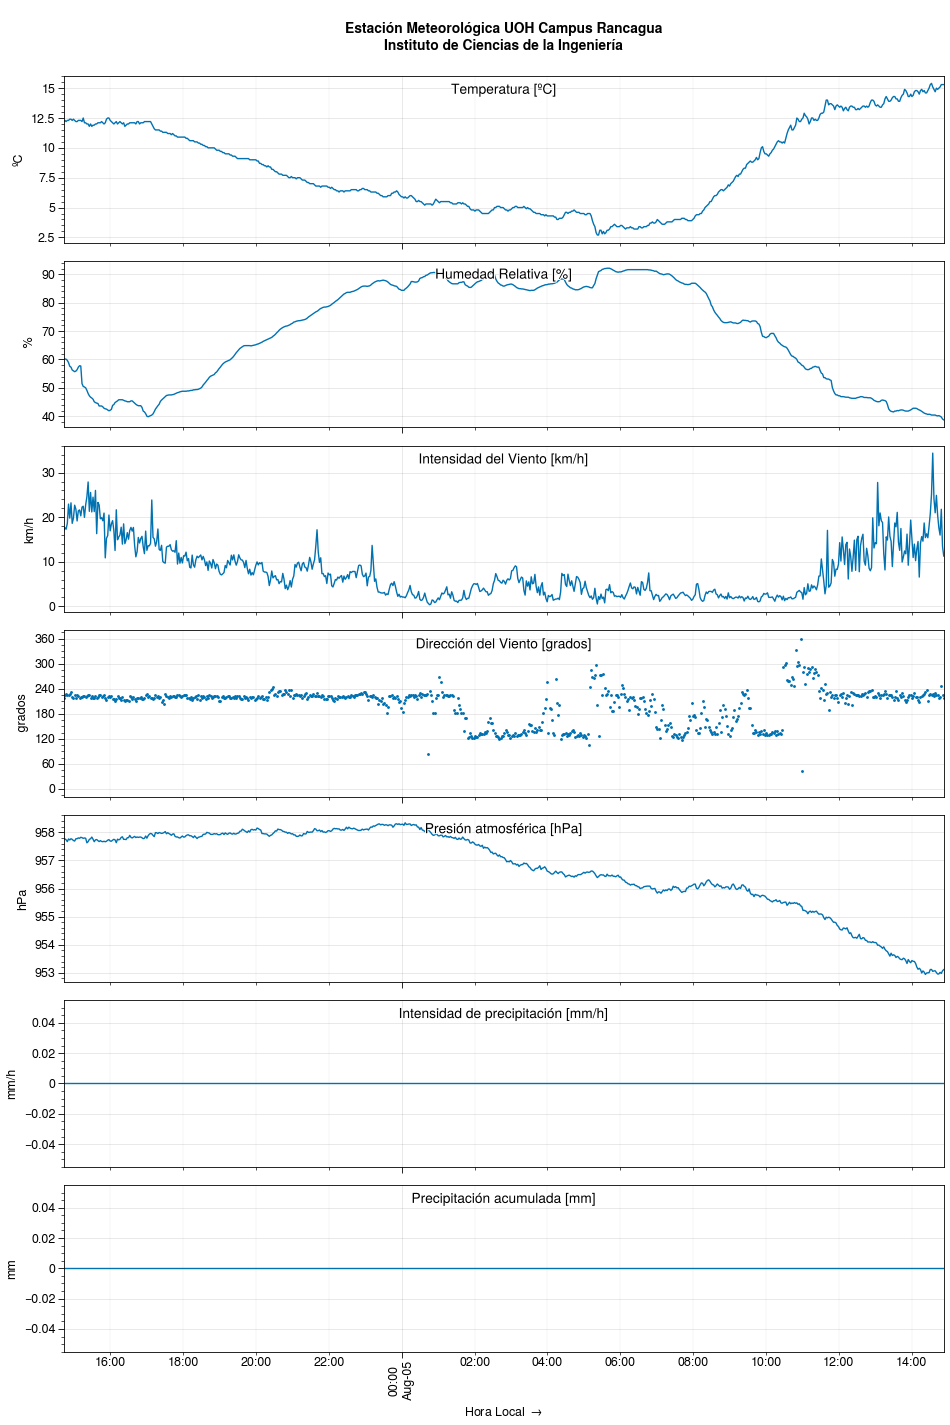 Estación Meteorológica UOH Campus Rancagua
Instituto de Ciencias de la Ingeniería
Temperatura [ºC]
15
12.5
10
7.5
5
2.5
ºC
Humedad Relativa [%]
90
80
70
60
50
40
%
Intensidad del Viento [km/h]
30
20
10
0
km/h
Dirección del Viento [grados]
360
300
240
180
120
60
0
grados
Presión atmosférica [hPa]
958
957
956
955
954
953
hPa
Intensidad de precipitación [mm/h]
0.04
0.02
0
−0.02
−0.04
mm/h
Precipitación acumulada [mm]
0.04
0.02
0
−0.02
−0.04
mm
16:00 18:00 20:00 22:00 00:00 02:00 04:00 06:00 08:00 10:00 12:00 14:00
Aug-05
Hora Local →